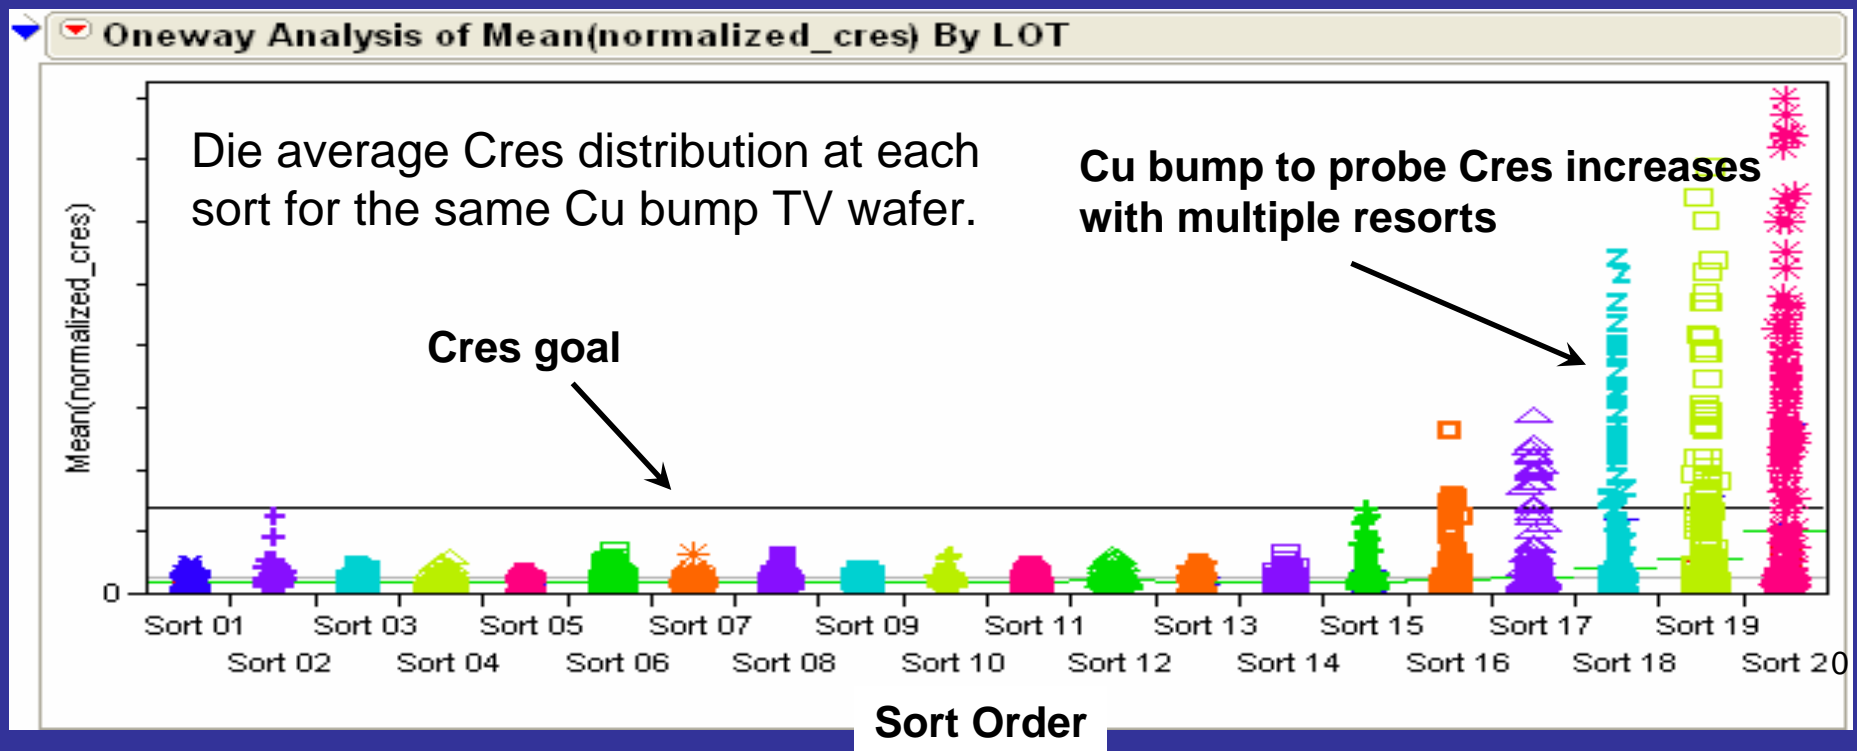 Oneway Analysis of Mean(normalized_cres) By LOT
Die average Cres distribution at each
sort for the same Cu bump TV wafer.
Cu bump to probe Cres increases
with multiple resorts
Cres goal
Mean(normalized_cres)
0
Sort 01
Sort 02
Sort 03
Sort 04
Sort 05
Sort 06
Sort 07
Sort 08
Sort 09
Sort 10
Sort 11
Sort 12
Sort 13
Sort 14
Sort 15
Sort 16
Sort 17
Sort 18
Sort 19
Sort 20
Sort Order